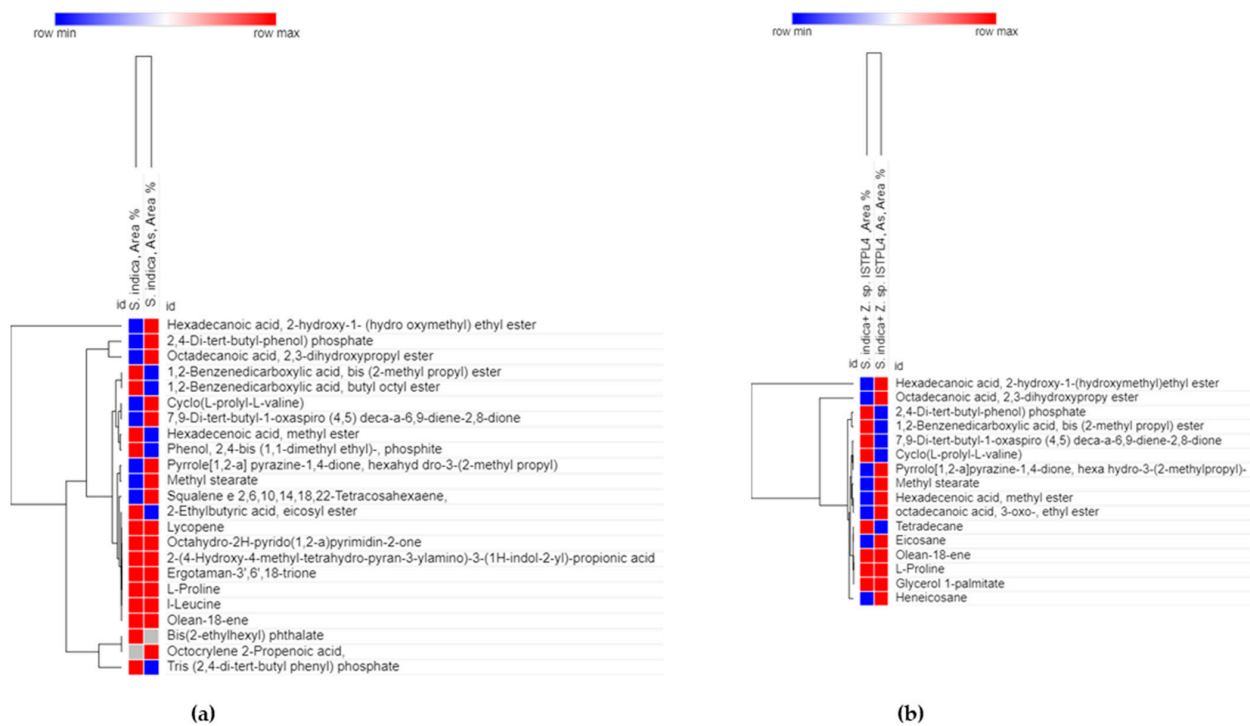 row min row max
S. indica, Area %
S. indica, As, Area %
id id
Hexadecanoic acid, 2-hydroxy-1- (hydro oxymethyl) ethyl ester
2,4-Di-tert-butyl-phenol) phosphate
Octadecanoic acid, 2,3-dihydroxypropyl ester
1,2-Benzenedicarboxylic acid, bis (2-methyl propyl) ester
1,2-Benzenedicarboxylic acid, butyl octyl ester
Cyclo(L-prolyl-L-valine)
7,9-Di-tert-butyl-1-oxaspiro (4,5) deca-a-6,9-diene-2,8-dione
Hexadecenoic acid, methyl ester
Phenol, 2,4-bis (1,1-dimethyl ethyl)-, phosphite
Pyrrole[1,2-a] pyrazine-1,4-dione, hexahyd dro-3-(2-methyl propyl)
Methyl stearate
Squalene e 2,6,10,14,18,22-Tetracosahexaene,
2-Ethylbutyric acid, eicosyl ester
Lycopene
Octahydro-2H-pyrido(1,2-a)pyrimidin-2-one
2-(4-Hydroxy-4-methyl-tetrahydro-pyran-3-ylamino)-3-(1H-indol-2-yl)-propionic acid
Ergotaman-3',6',18-trione
L-Proline
l-Leucine
Olean-18-ene
Bis(2-ethylhexyl) phthalate
Octocrylene 2-Propenoic acid,
Tris (2,4-di-tert-butyl phenyl) phosphate
(a)
row min row max
S. indica+ Z. sp. ISTPL4 ,Area %
S. indica+ Z. sp. ISTPL4, As, Area %
id id
Hexadecanoic acid, 2-hydroxy-1-(hydroxymethyl)ethyl ester
Octadecanoic acid, 2,3-dihydroxypropy ester
2,4-Di-tert-butyl-phenol) phosphate
1,2-Benzenedicarboxylic acid, bis (2-methyl propyl) ester
7,9-Di-tert-butyl-1-oxaspiro (4,5) deca-a-6,9-diene-2,8-dione
Cyclo(L-prolyl-L-valine)
Pyrrolo[1,2-a]pyrazine-1,4-dione, hexa hydro-3-(2-methylpropyl)-
Methyl stearate
Hexadecenoic acid, methyl ester
octadecanoic acid, 3-oxo-, ethyl ester
Tetradecane
Eicosane
Olean-18-ene
L-Proline
Glycerol 1-palmitate
Heneicosane
(b)